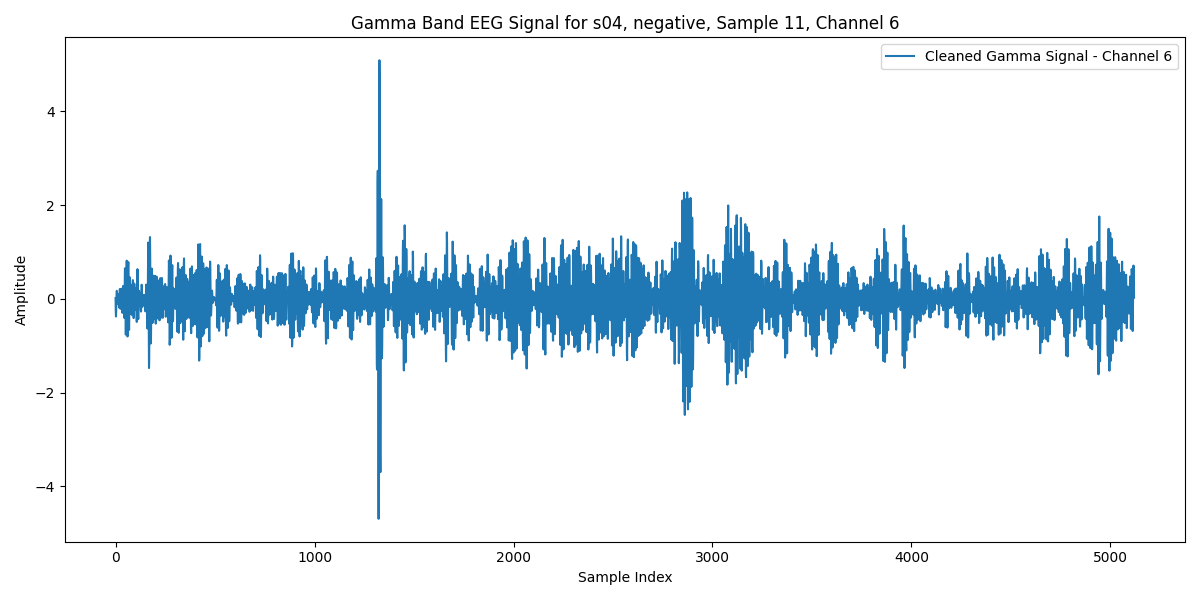 Gamma Band EEG Signal for s04, negative, Sample 11, Channel 6
Cleaned Gamma Signal - Channel 6
Amplitude
4
2
0
−2
−4
0 1000 2000 3000 4000 5000
Sample Index